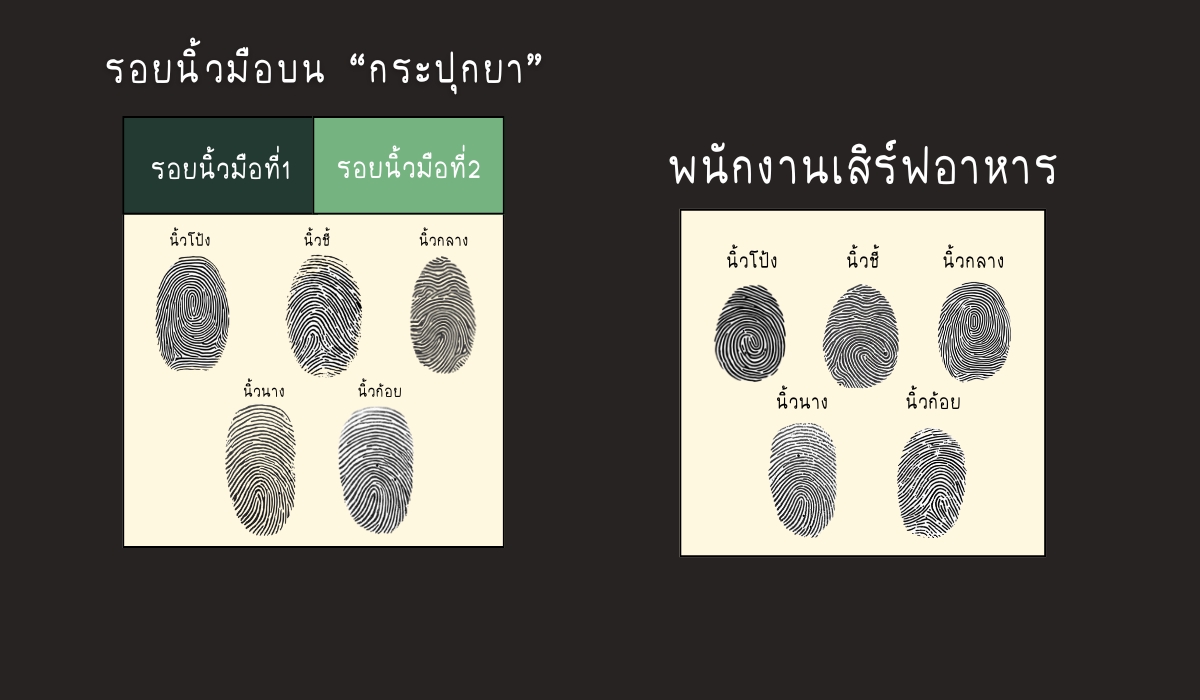 รอยนิ้วมือบน “กระปุกยา”
รอยนิ้วมือที่1
รอยนิ้วมือที่2
นิ้วโป้ง
นิ้วชี้
นิ้วกลาง
นิ้วนาง
นิ้วก้อย
พนักงานเสิร์ฟอาหาร
นิ้วโป้ง
นิ้วชี้
นิ้วกลาง
นิ้วนาง
นิ้วก้อย